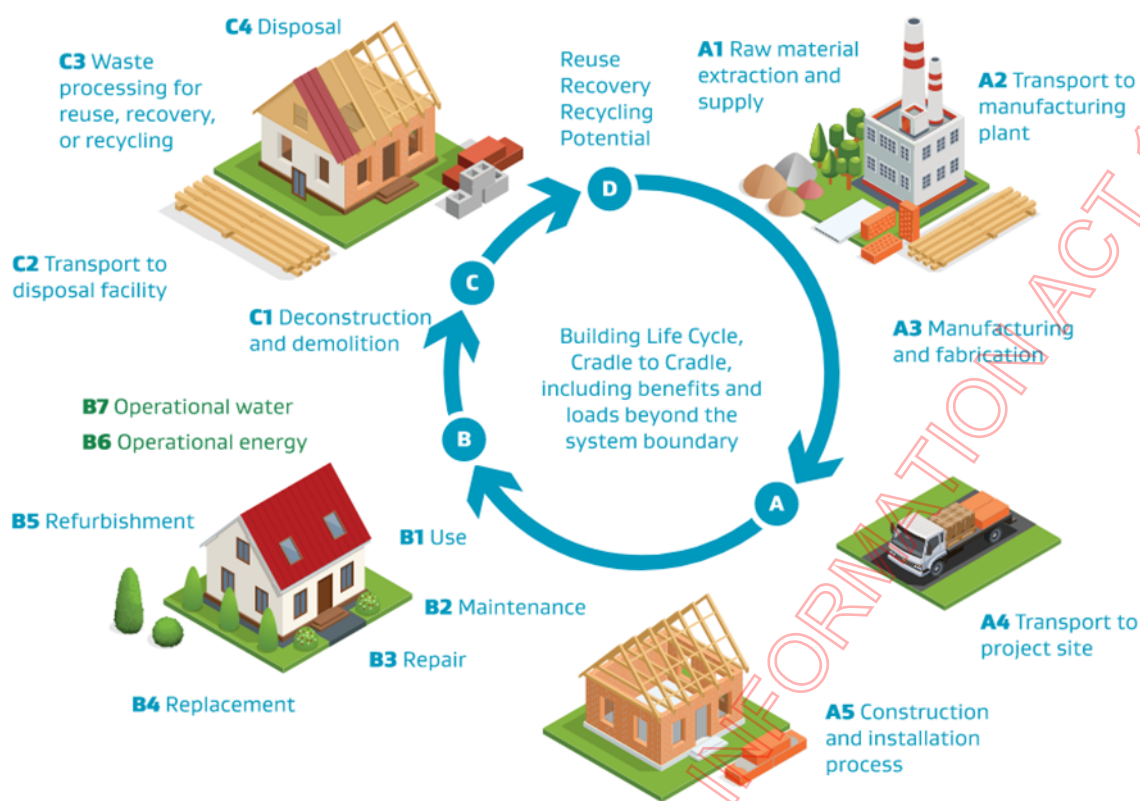 C4 Disposal
C3 Waste
processing for
reuse, recovery,
or recycling
C2 Transport to
disposal facility
C1 Deconstruction
and demolition
Reuse
Recovery
Recycling
Potential
D
A1 Raw material
extraction and
supply
A2 Transport to
manufacturing
plant
A3 Manufacturing
and fabrication
C
Building Life Cycle,
Cradle to Cradle,
including benefits and
loads beyond the
system boundary
B
A
B7 Operational water
B6 Operational energy
B5 Refurbishment
B1 Use
B2 Maintenance
B3 Repair
B4 Replacement
A4 Transport to
project site
A5 Construction
and installation
process
INFORMATION ACT